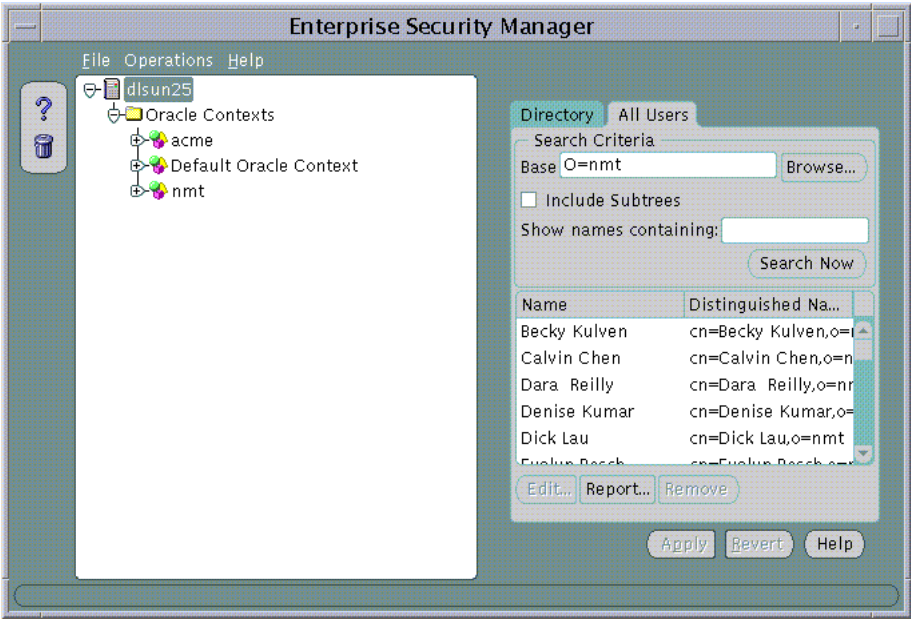 Enterprise Security Manager
File Operations Help
dlsun25
Oracle Contexts
acme
Default Oracle Context
nmt
Directory All Users
Search Criteria
Base O=nmt Browse...
Include Subtrees
Show names containing:
Search Now
Name Distinguished Na...
Becky Kulven cn=Becky Kulven,o=
Calvin Chen cn=Calvin Chen,o=n
Dara Reilly cn=Dara Reilly,o=nr
Denise Kumar cn=Denise Kumar,o=
Dick Lau cn=Dick Lau,o=nmt
Edit... Report... Remove
Apply Revert Help
?